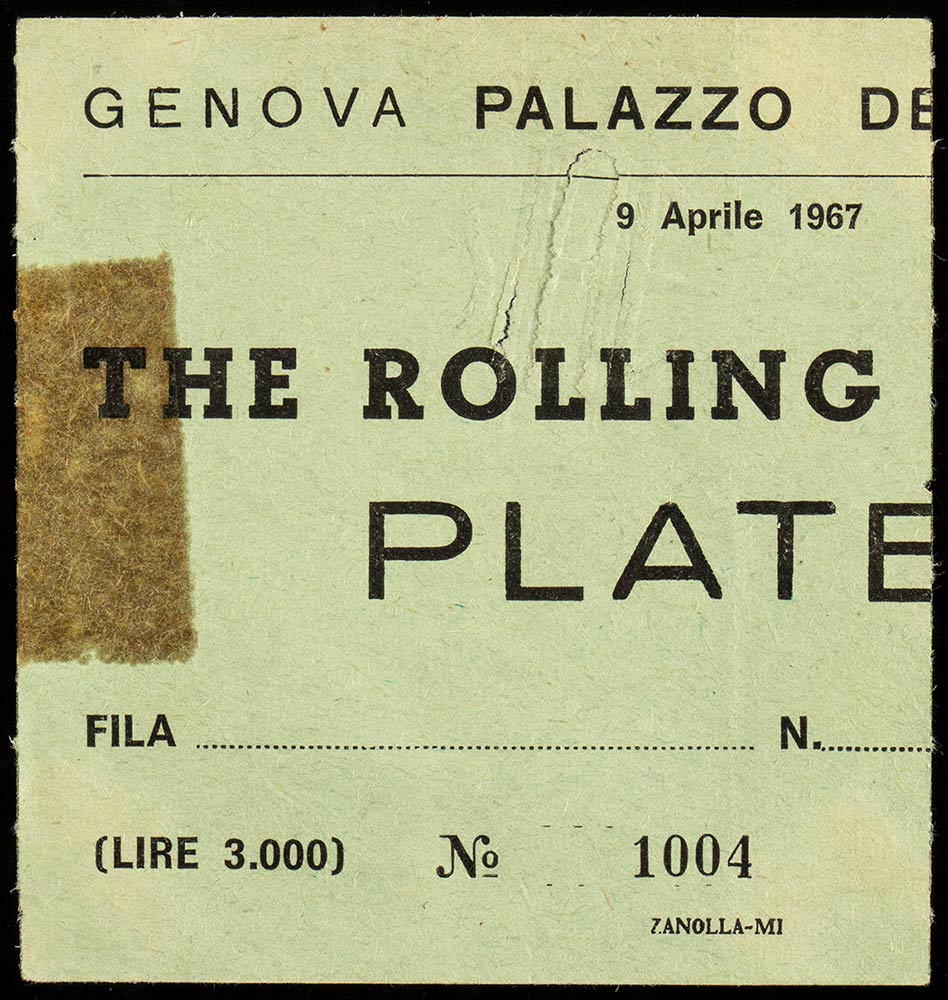 GENOVA PALAZZO DE
9 Aprile 1967
THE ROLLING
PLATE
FILA ........................ N.............
(LIRE 3.000) No 1004
ZANOLLA-MI